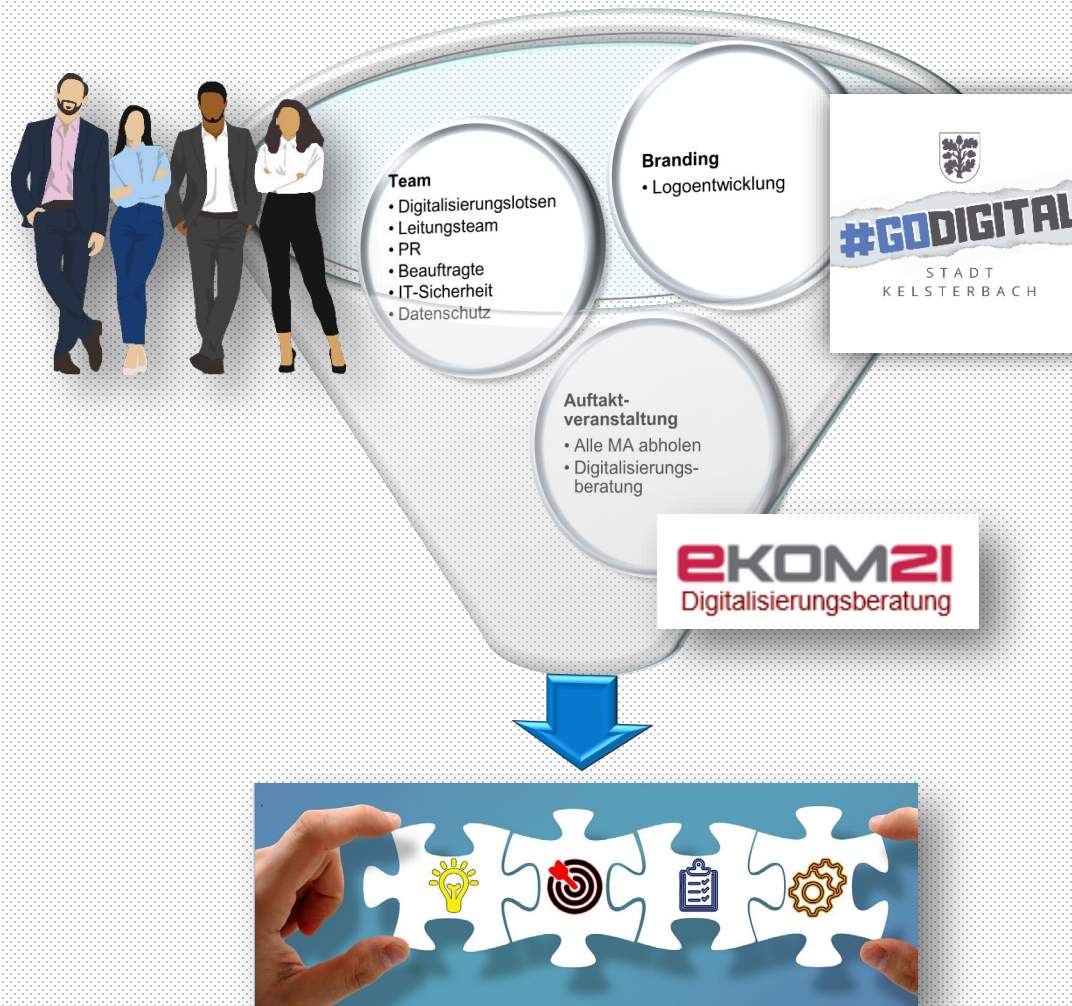 Team
• Digitalisierungslotsen
• Leitungsteam
• PR
• Beauftragte
• IT-Sicherheit
• Datenschutz
Branding
• Logoentwicklung
#GODIGITAL
STADT
KELSTERBACH
Auftakt-
veranstaltung
• Alle MA abholen
• Digitalisierungs-
beratung
ekom21
Digitalisierungsberatung